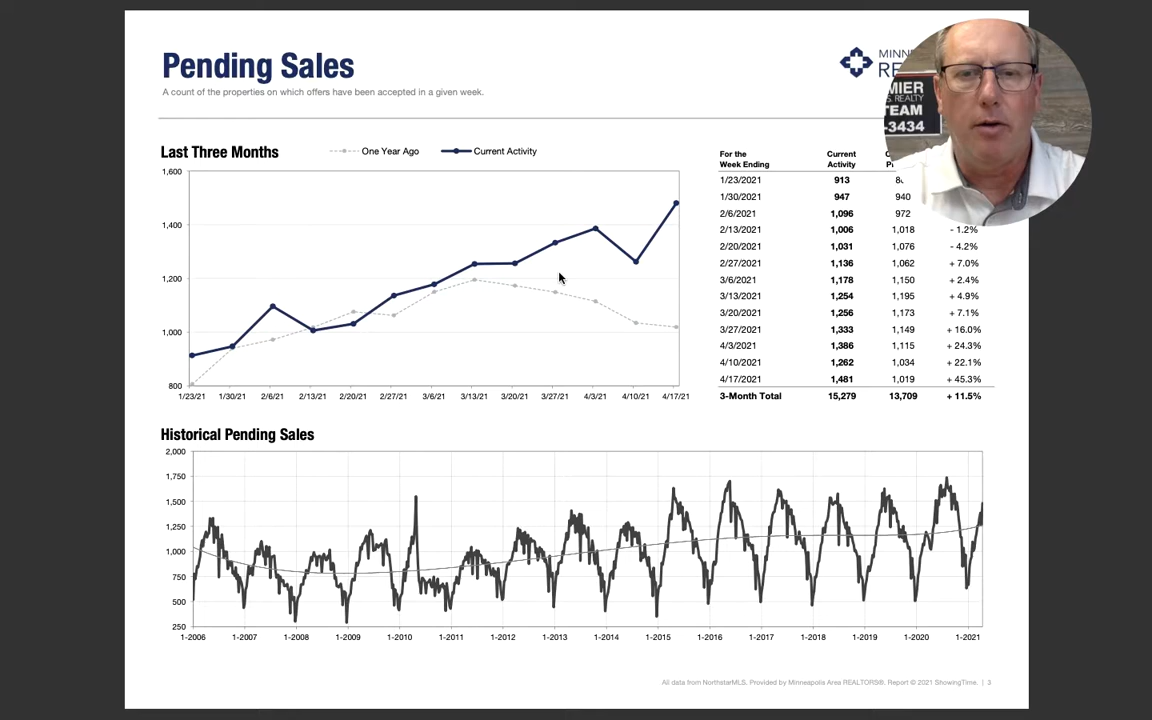 Pending Sales
A count of the properties on which offers have been accepted in a given week.
MIER
REALTY
TEAM
-3434
Last Three Months
One Year Ago
Current Activity
1,600
1,400
1,200
1,000
800
1/23/21 1/30/21 2/6/21 2/13/21 2/20/21 2/27/21 3/6/21 3/13/21 3/20/21 3/27/21 4/3/21 4/10/21 4/17/21
For the
Week Ending
Current
Activity
1/23/2021 913
1/30/2021 947 940
2/6/2021 1,096 972
2/13/2021 1,006 1,018 - 1.2%
2/20/2021 1,031 1,076 - 4.2%
2/27/2021 1,136 1,062 + 7.0%
3/6/2021 1,178 1,150 + 2.4%
3/13/2021 1,254 1,195 + 4.9%
3/20/2021 1,256 1,173 + 7.1%
3/27/2021 1,333 1,149 + 16.0%
4/3/2021 1,386 1,115 + 24.3%
4/10/2021 1,262 1,034 + 22.1%
4/17/2021 1,481 1,019 + 45.3%
3-Month Total 15,279 13,709 + 11.5%
Historical Pending Sales
2,000
1,750
1,500
1,250
1,000
750
500
250
1-2006 1-2007 1-2008 1-2009 1-2010 1-2011 1-2012 1-2013 1-2014 1-2015 1-2016 1-2017 1-2018 1-2019 1-2020 1-2021
All data from NorthstarMLS. Provided by Minneapolis Area REALTORS®. Report © 2021 ShowingTime. | 3